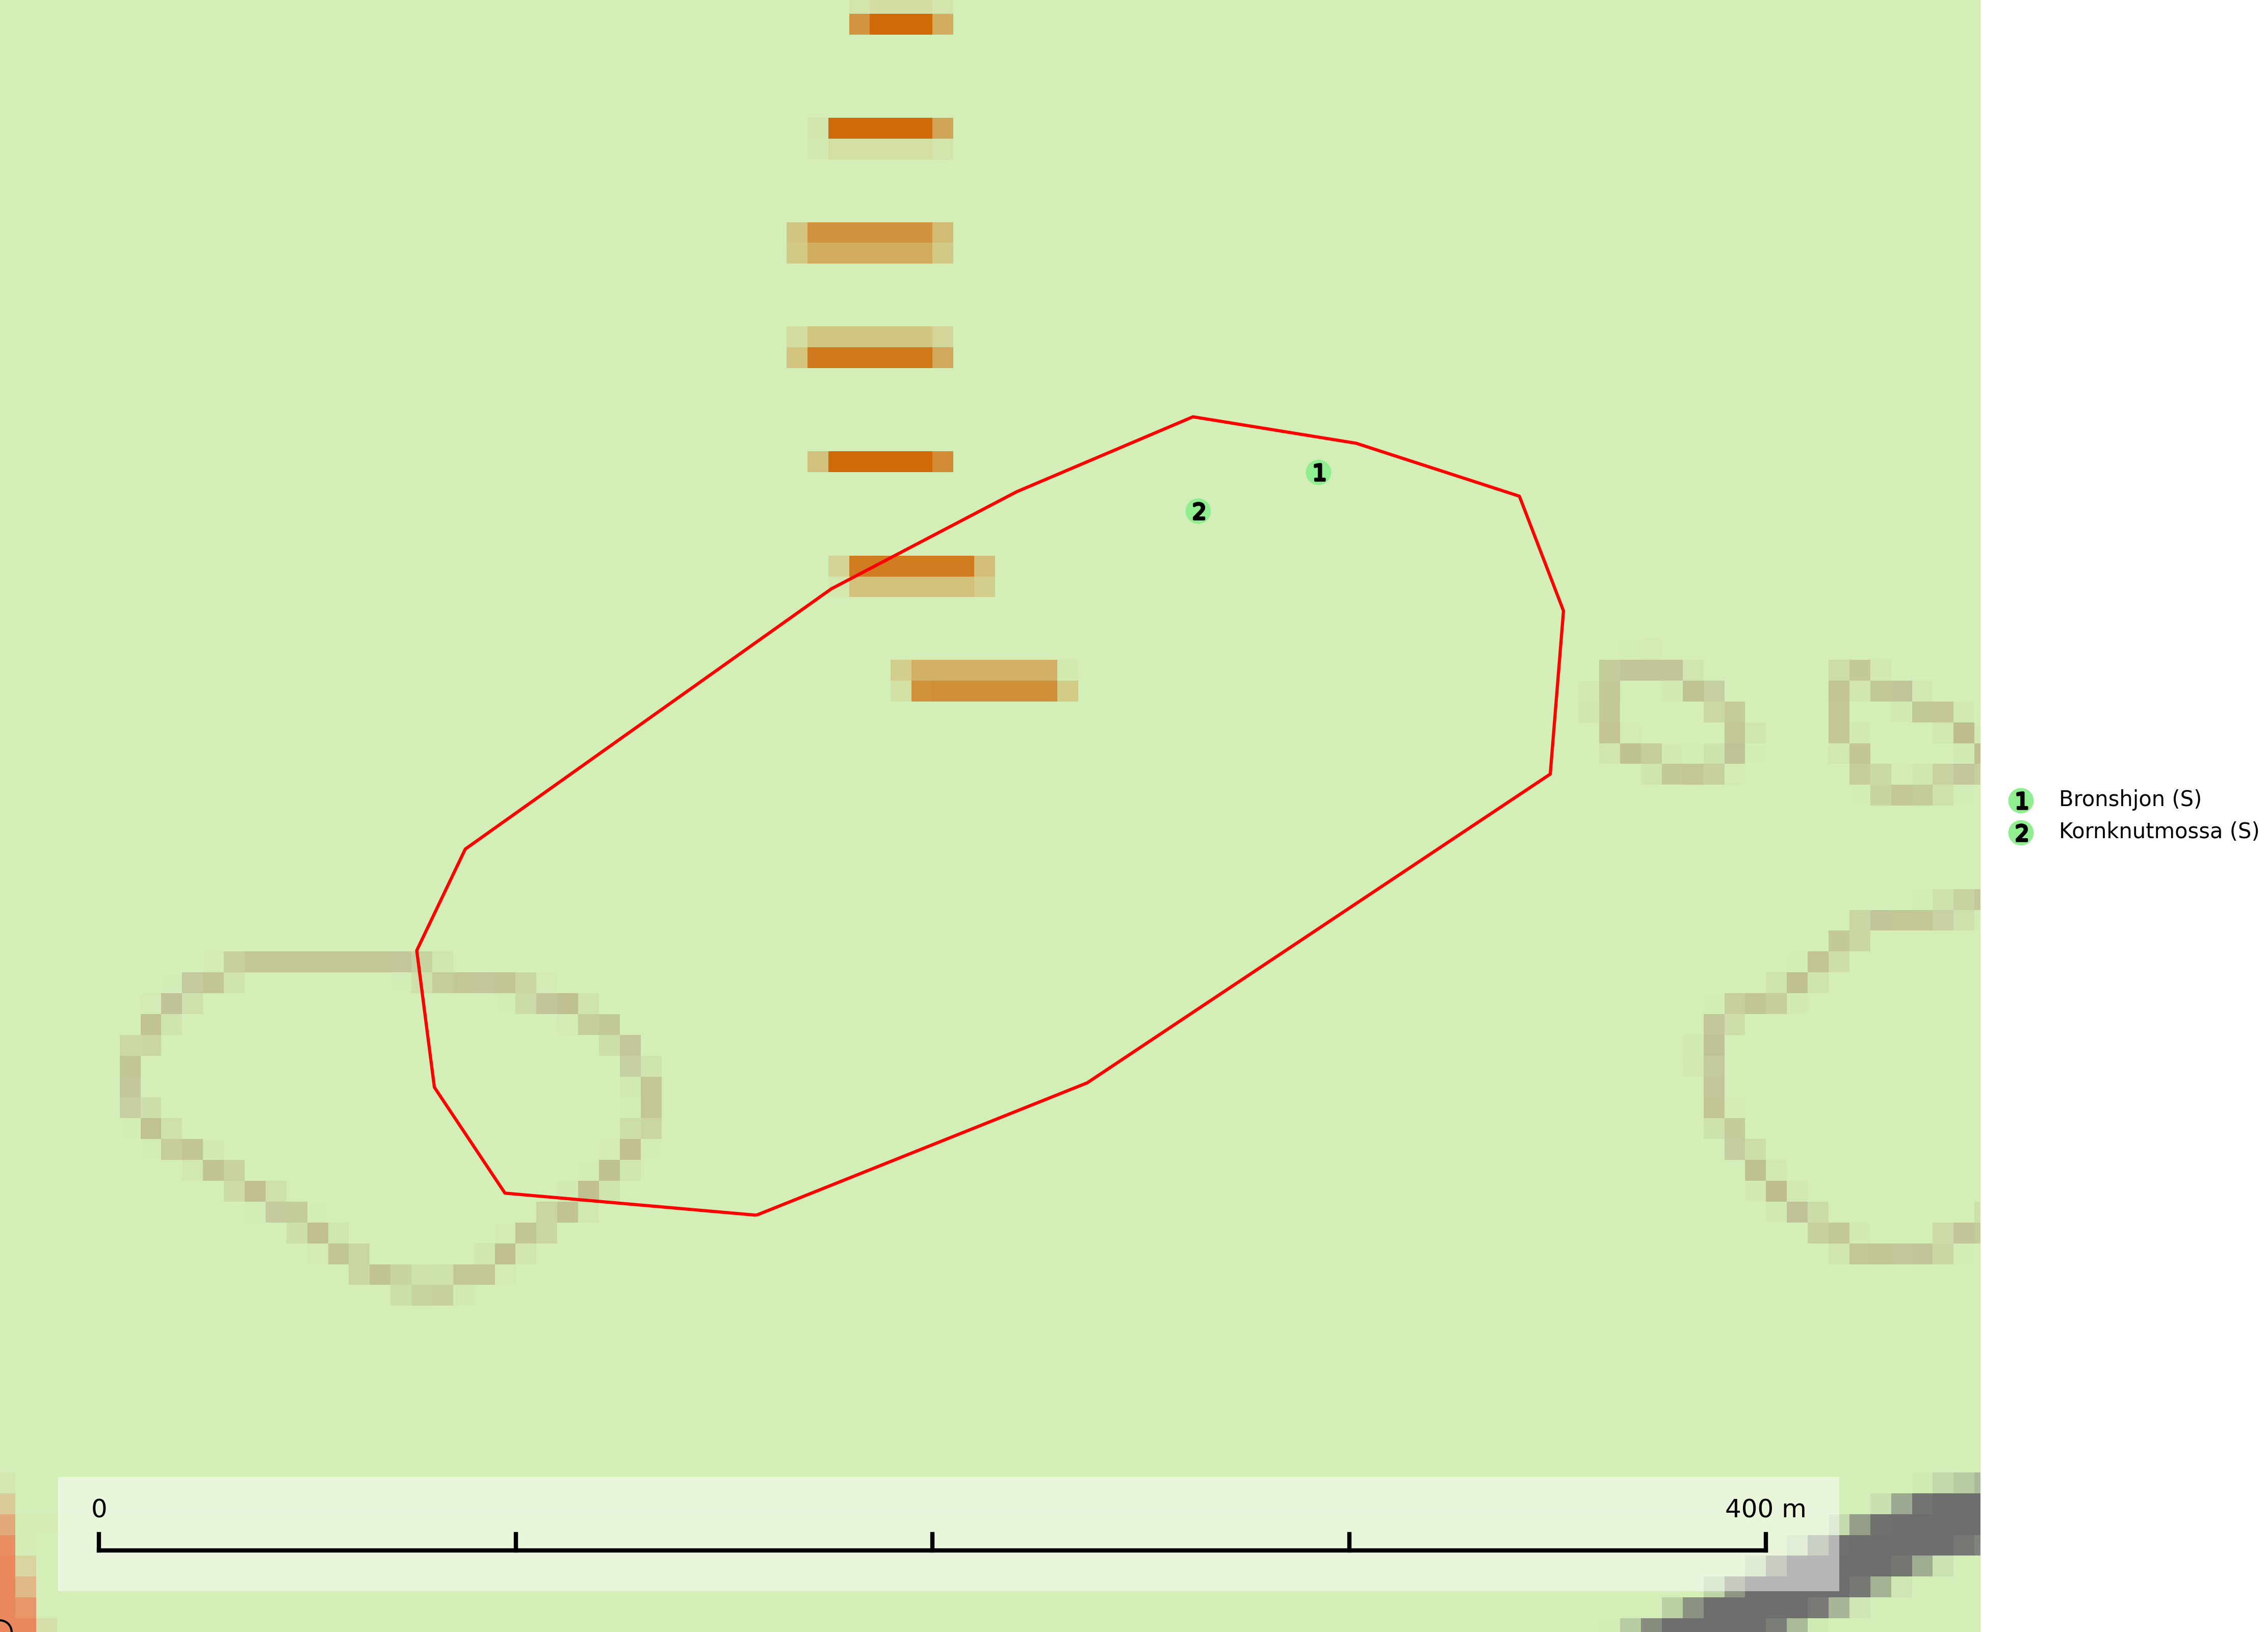 1
2
1 Bronshjon (S)
2 Kornknutmossa (S)
0 400 m